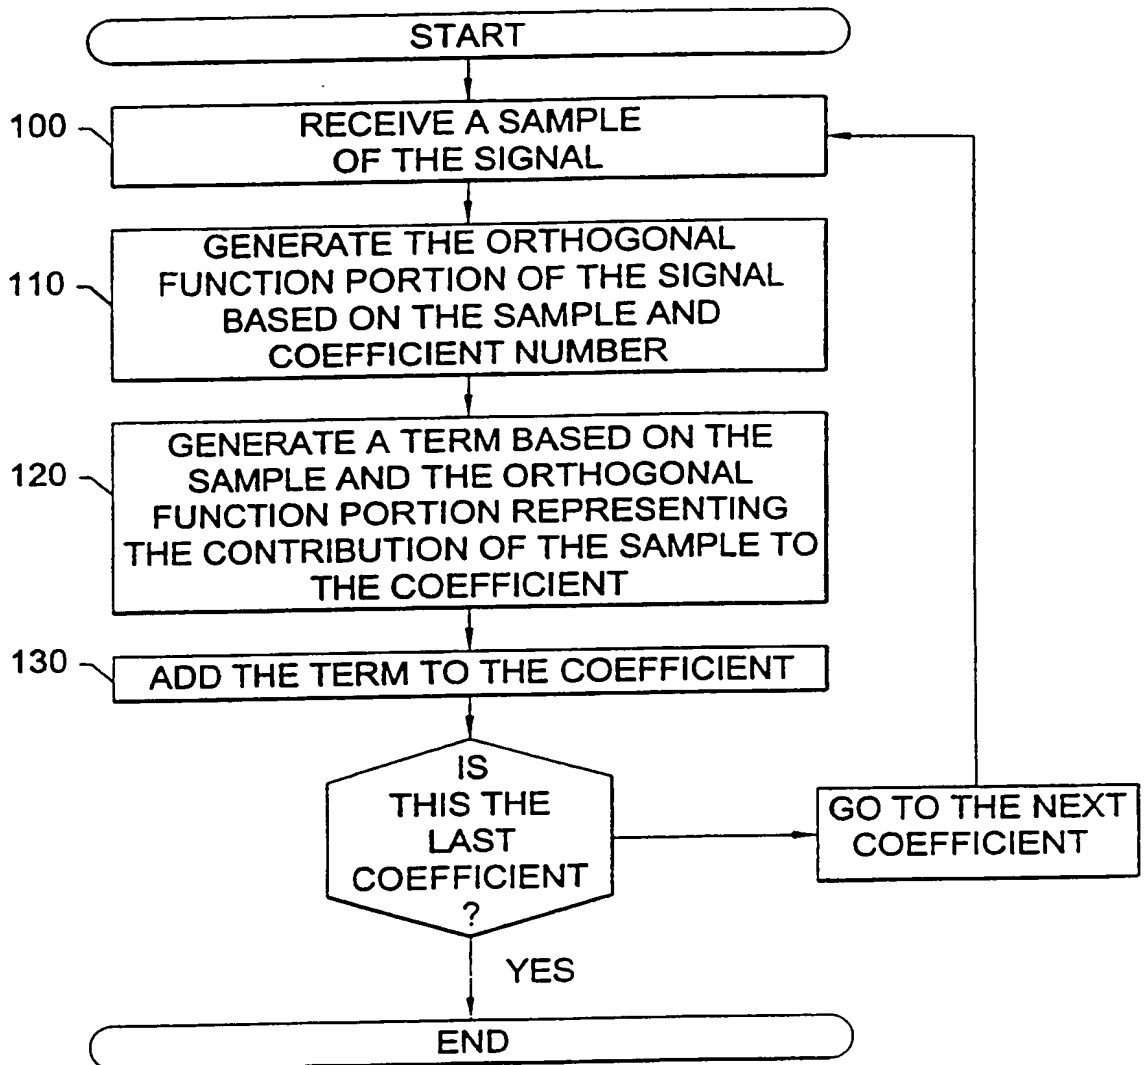 START
100
RECEIVE A SAMPLE
OF THE SIGNAL
110
GENERATE THE ORTHOGONAL
FUNCTION PORTION OF THE SIGNAL
BASED ON THE SAMPLE AND
COEFFICIENT NUMBER
120
GENERATE A TERM BASED ON THE
SAMPLE AND THE ORTHOGONAL
FUNCTION PORTION REPRESENTING
THE CONTRIBUTION OF THE SAMPLE TO
THE COEFFICIENT
130
ADD THE TERM TO THE COEFFICIENT
IS
THIS THE
LAST
COEFFICIENT
?
GO TO THE NEXT
COEFFICIENT
YES
END